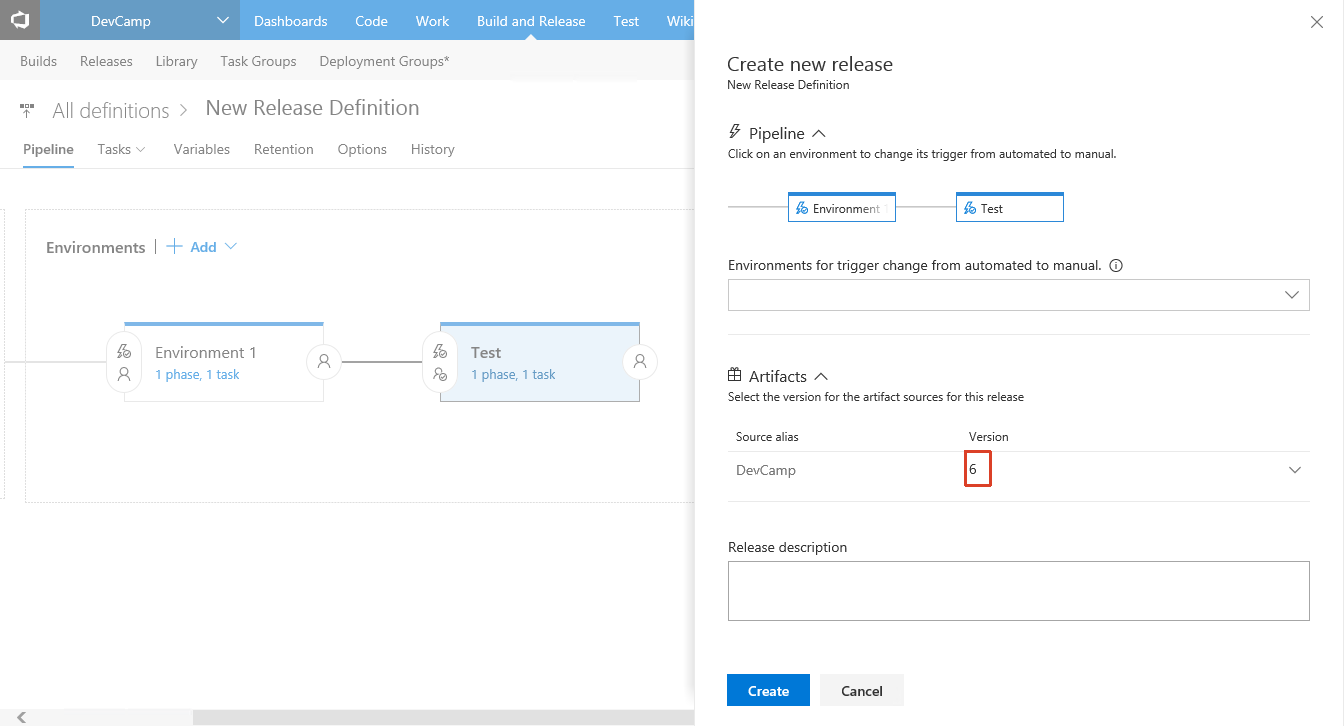 DevCamp
Dashboards Code Work Build and Release Test Wiki
Builds Releases Library Task Groups Deployment Groups*
All definitions > New Release Definition
Pipeline Tasks Variables Retention Options History
Environments | + Add
Environment 1
1 phase, 1 task
Test
1 phase, 1 task
Create new release
New Release Definition
Pipeline
Click on an environment to change its trigger from automated to manual.
Environment 1 Test
Environments for trigger change from automated to manual.
Artifacts
Select the version for the artifact sources for this release
Source alias Version
DevCamp 6
Release description
Create Cancel